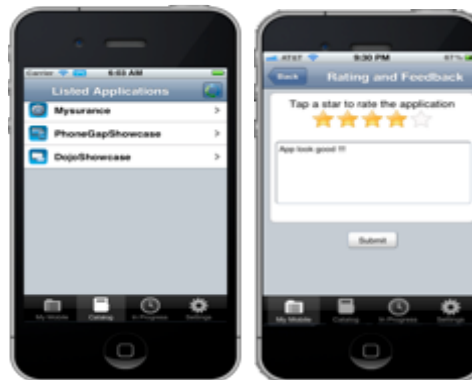 Carrier 6:53 AM
Listed Applications
Mysurance
PhoneGapShowcase
DojoShowcase
My Mobile Catalog In Progress Settings
AT&T 9:30 PM 87%
Back Rating and Feedback
Tap a star to rate the application
App look good !!!
Submit
My Mobile Catalog In Progress Settings